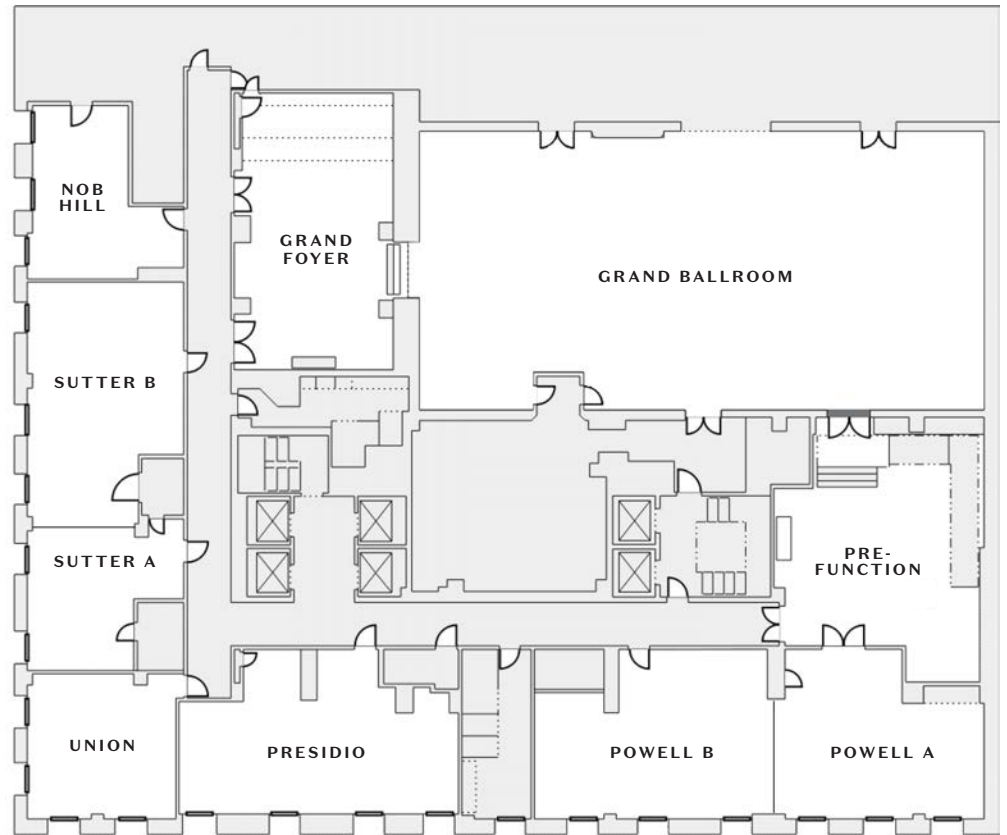 NOB
HILL
GRAND
FOYER
GRAND BALLROOM
SUTTER B
SUTTER A
PRE-
FUNCTION
UNION
PRESIDIO
POWELL B
POWELL A